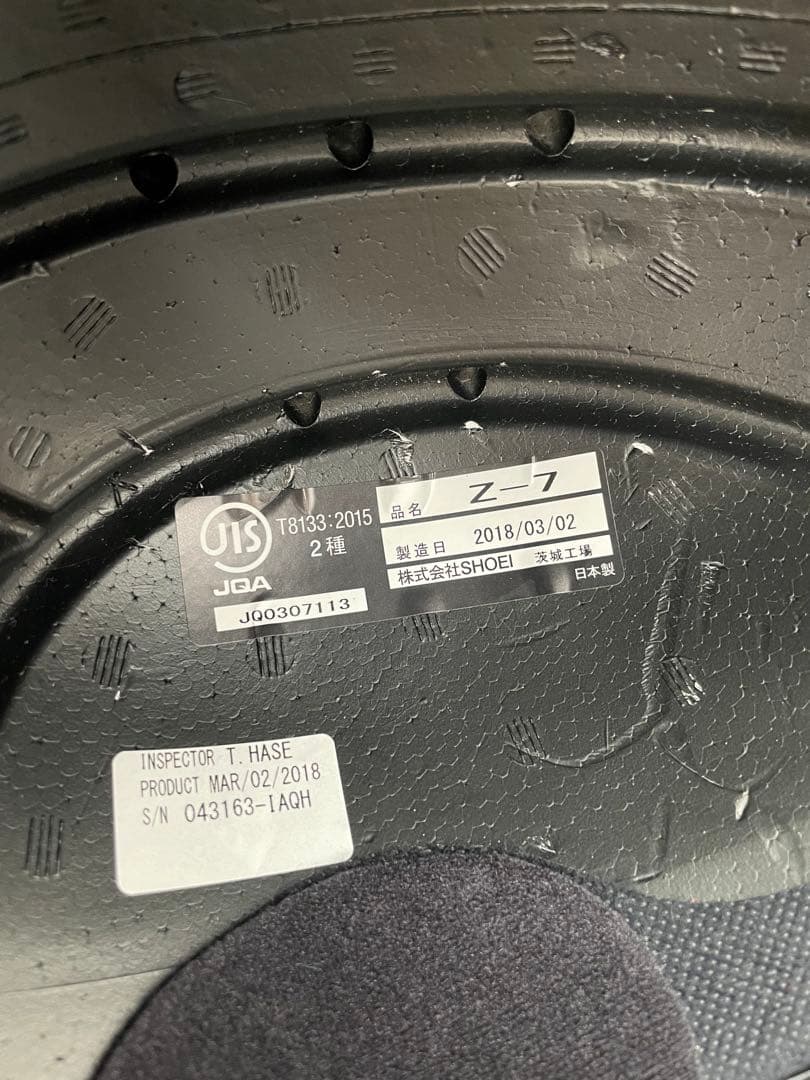 JIS
JQA
T8133:2015
2種
JQ0307113
品名 Z-7
製造日 2018/03/02
株式会社SHOEI 茨城工場
日本製
INSPECTOR T. HASE
PRODUCT MAR/02/2018
S/N 043163-IAQH